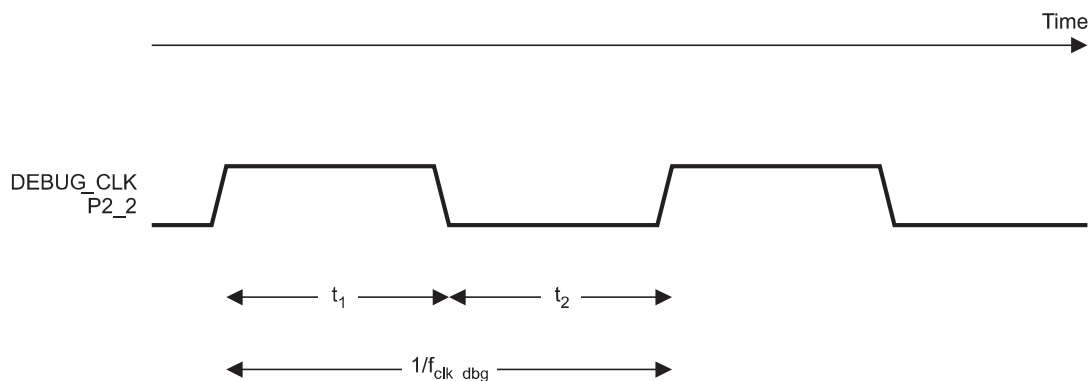 Time
DEBUG_CLK
P2_2
t1
t2
1/fclk_dbg